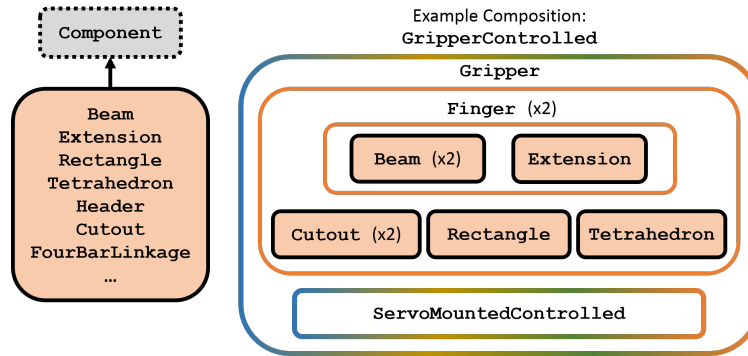 Component
Beam
Extension
Rectangle
Tetrahedron
Header
Cutout
FourBarLinkage
…
Example Composition:
GripperControlled
Gripper
Finger (x2)
Beam (x2)
Extension
Cutout (x2)
Rectangle
Tetrahedron
ServoMountedControlled